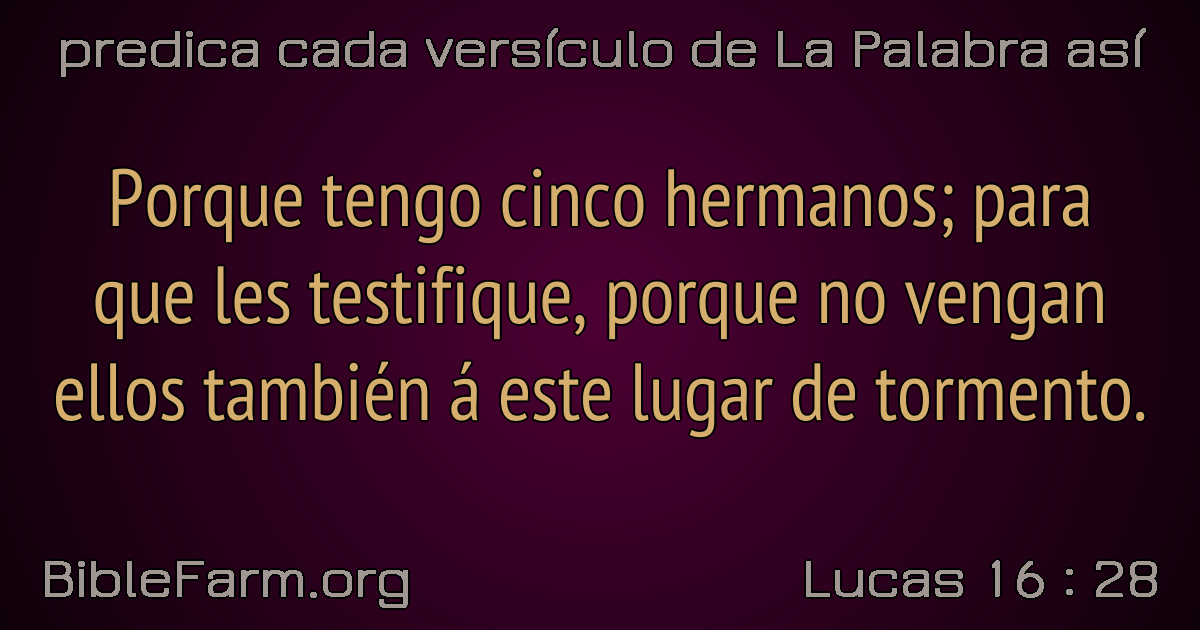 predica cada versículo de La Palabra así
Porque tengo cinco hermanos; para
que les testifique, porque no vengan
ellos también á este lugar de tormento.
BibleFarm.org
Lucas 16 : 28